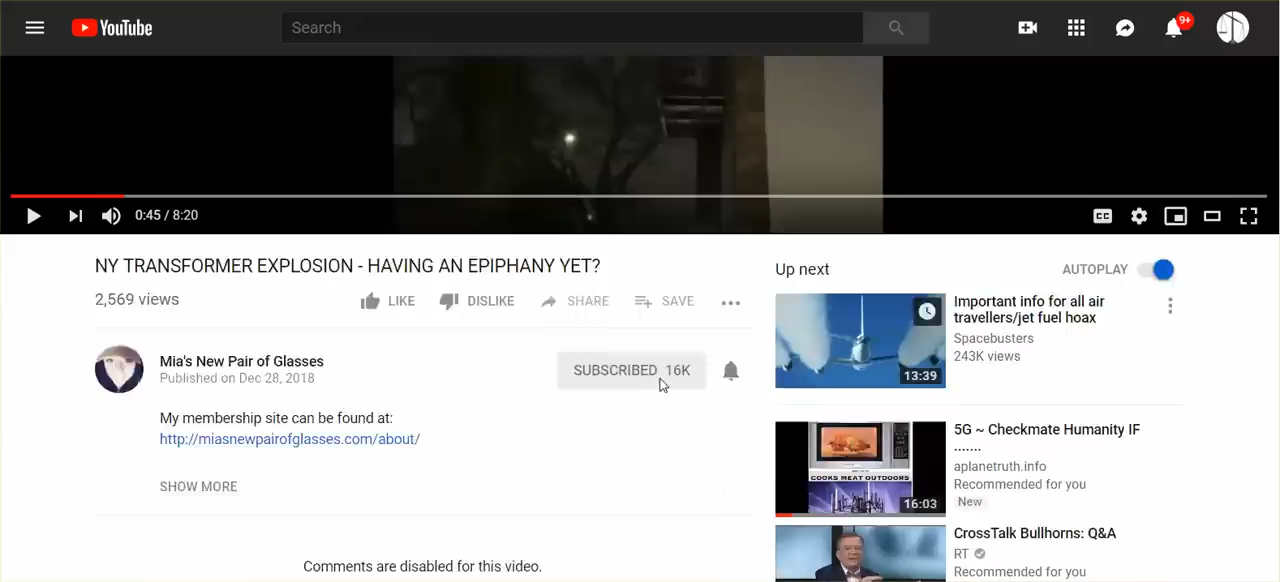 YouTube
Search
9+
0:45 / 8:20
CC
NY TRANSFORMER EXPLOSION - HAVING AN EPIPHANY YET?
2,569 views
LIKE
DISLIKE
SHARE
SAVE
Mia's New Pair of Glasses
Published on Dec 28, 2018
SUBSCRIBED 16K
My membership site can be found at:
http://miasnewpairofglasses.com/about/
SHOW MORE
Comments are disabled for this video.
Up next
AUTOPLAY
13:39
Important info for all air
travellers/jet fuel hoax
Spacebusters
243K views
COOKS MEAT OUTDOORS
16:03
5G ~ Checkmate Humanity IF
.......
aplanetruth.info
Recommended for you
New
CrossTalk Bullhorns: Q&A
RT
Recommended for you